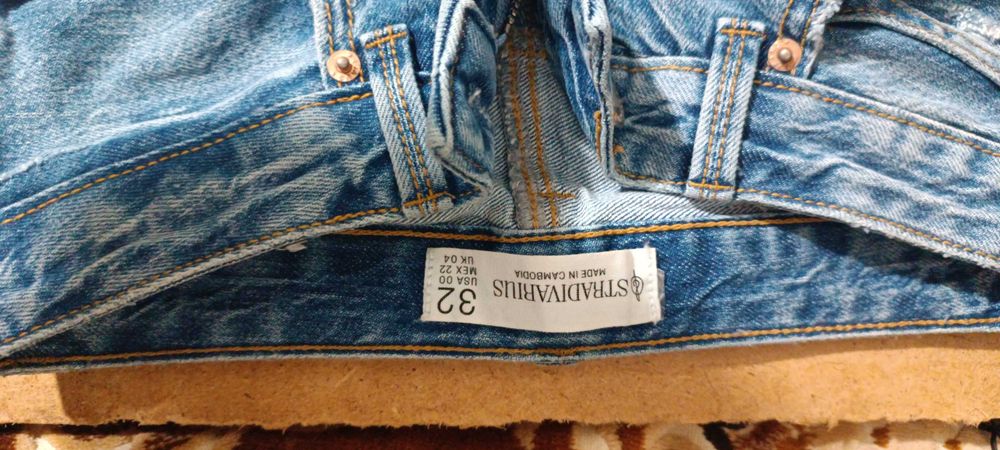 STRADIVARIUS
MADE IN CAMBODIA
32
USA 00
MEX 22
UK 04